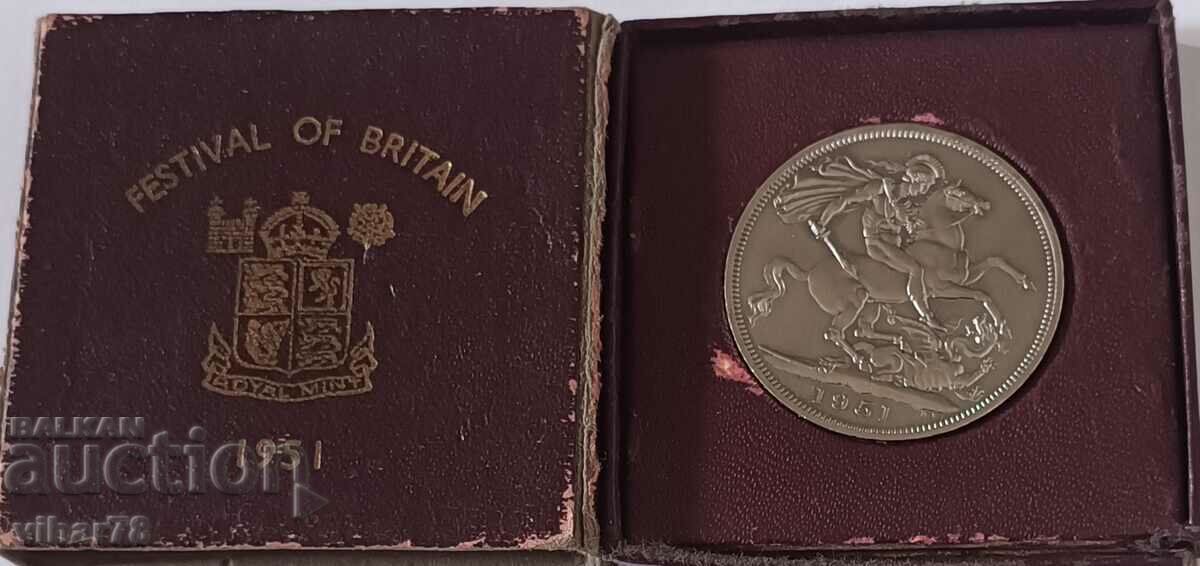 FESTIVAL OF BRITAIN
ROYAL MINT
1951
1951
BALKAN
auction
vihar78